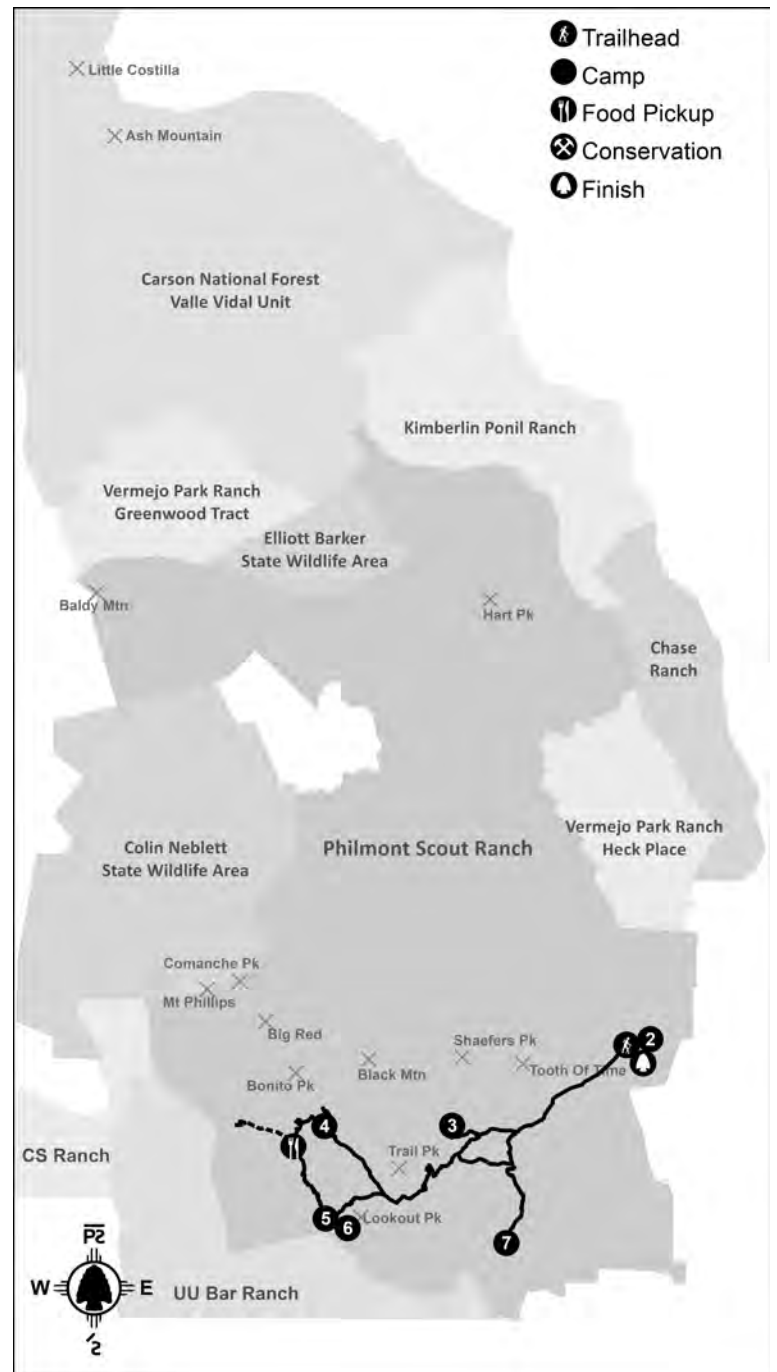 Trailhead
Camp
Food Pickup
Conservation
Finish
Little Costilla
Ash Mountain
Carson National Forest
Valle Vidal Unit
Kimberlin Ponil Ranch
Vermejo Park Ranch
Greenwood Tract
Elliott Barker
State Wildlife Area
Baldy Mtn
Hart Pk
Chase
Ranch
Colin Neblett
State Wildlife Area
Philmont Scout Ranch
Vermejo Park Ranch
Heck Place
Comanche Pk
Mt Phillips
Big Red
Shaefers Pk
2
Black Mtn
Tooth Of Time
Bonito Pk
4
3
CS Ranch
Trail Pk
5
6
Lookout Pk
7
W
E
UU Bar Ranch